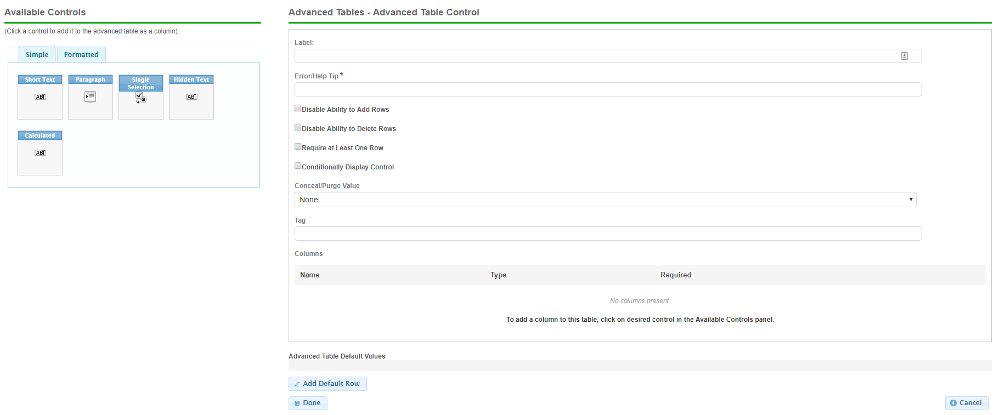 Available Controls
(Click a control to add it to the advanced table as a column)
Simple
Formatted
Short Text
ABI
Paragraph
Single
Selection
Hidden Text
ABI
Calculated
ABI
Advanced Tables - Advanced Table Control
Label:
Error/Help Tip *
Disable Ability to Add Rows
Disable Ability to Delete Rows
Require at Least One Row
Conditionally Display Control
Conceal/Purge Value
None
Tag
Columns
Name Type Required
No columns present.
To add a column to this table, click on desired control in the Available Controls panel.
Advanced Table Default Values
Add Default Row
Done
Cancel